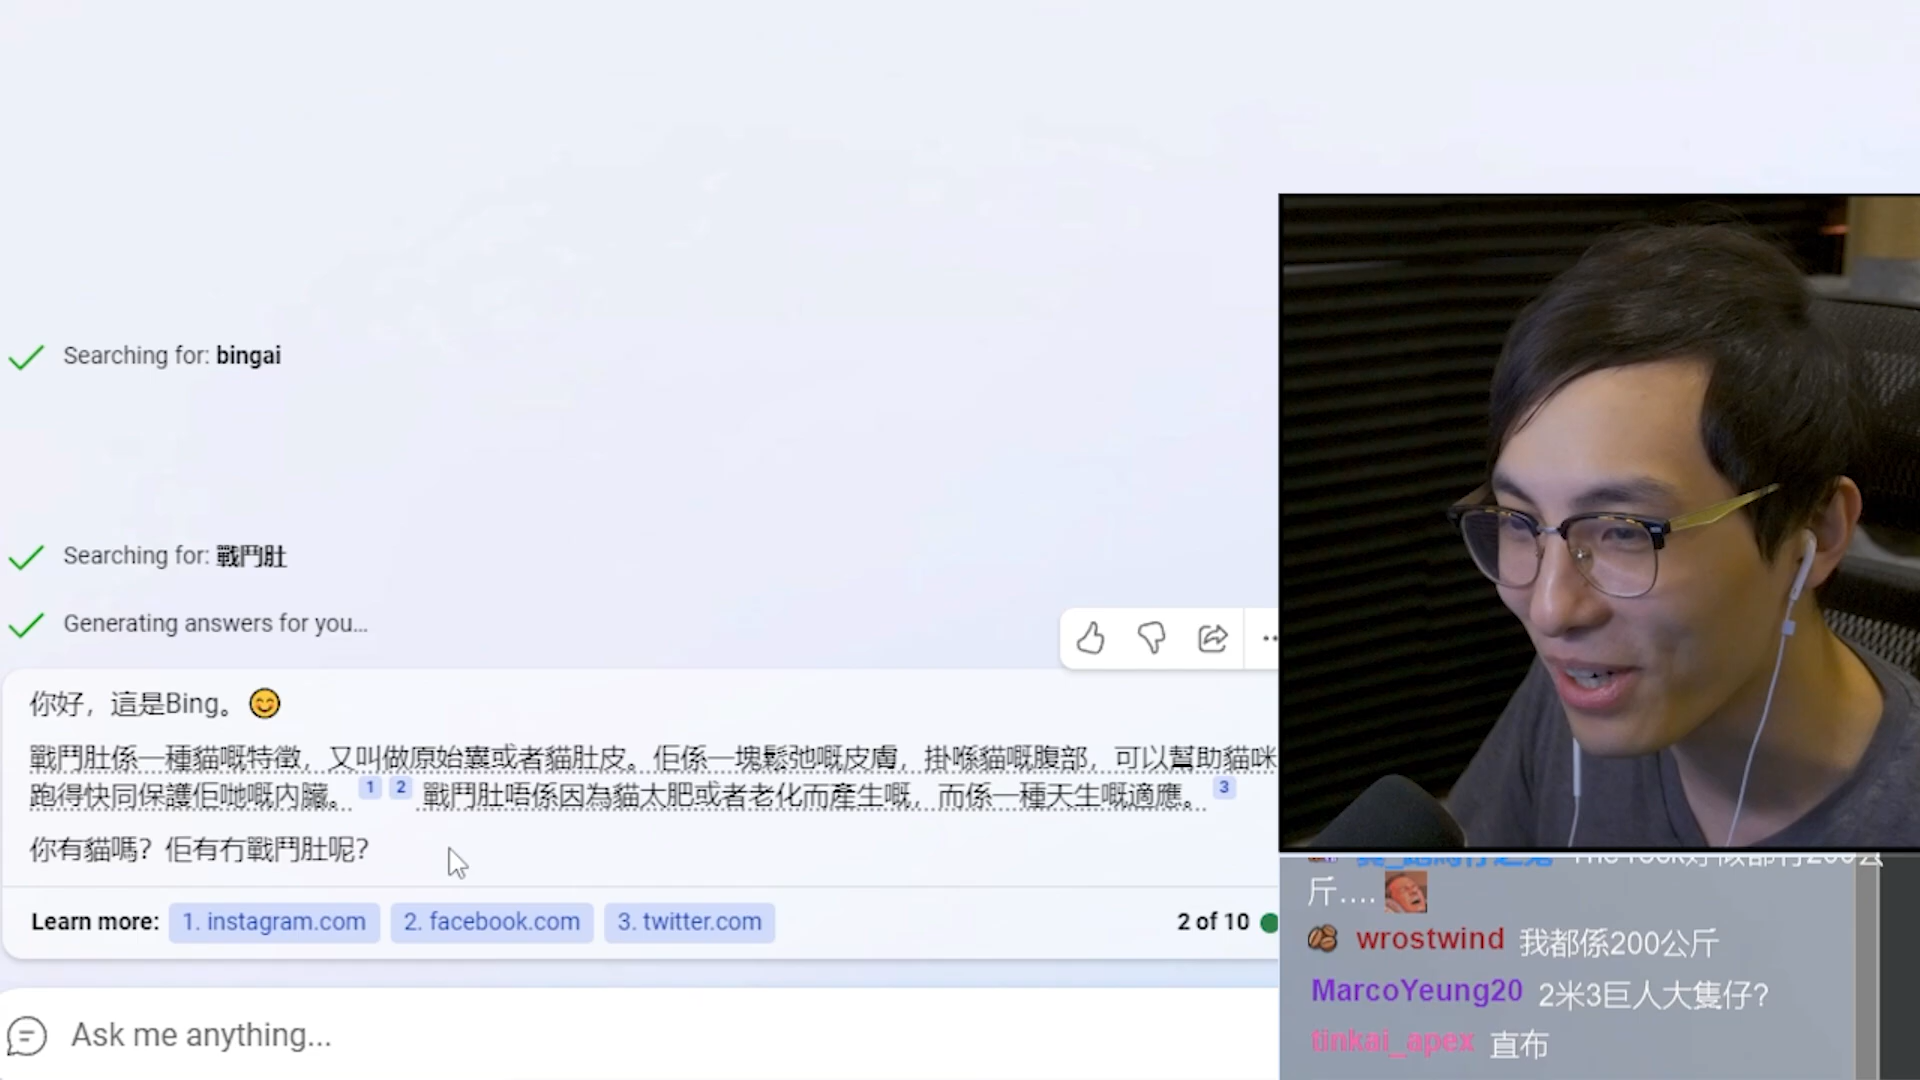 Searching for: bingai
Searching for: 戰鬥肚
Generating answers for you...
你好，這是Bing。
戰鬥肚係一種貓嘅特徵，又叫做原始囊或者貓肚皮。佢係一塊鬆弛嘅皮膚，掛喺貓嘅腹部，可以幫助貓咪
跑得快同保護佢哋嘅內臟。 1 2 戰鬥肚唔係因為貓太肥或者老化而產生嘅，而係一種天生嘅適應。 3
你有貓嗎？佢有冇戰鬥肚呢？
Learn more: 1. instagram.com 2. facebook.com 3. twitter.com 2 of 10
Ask me anything...
斤....
wrostwind 我都係200公斤
MarcoYeung20 2米3巨人大隻仔?
tinkai_apex 直布